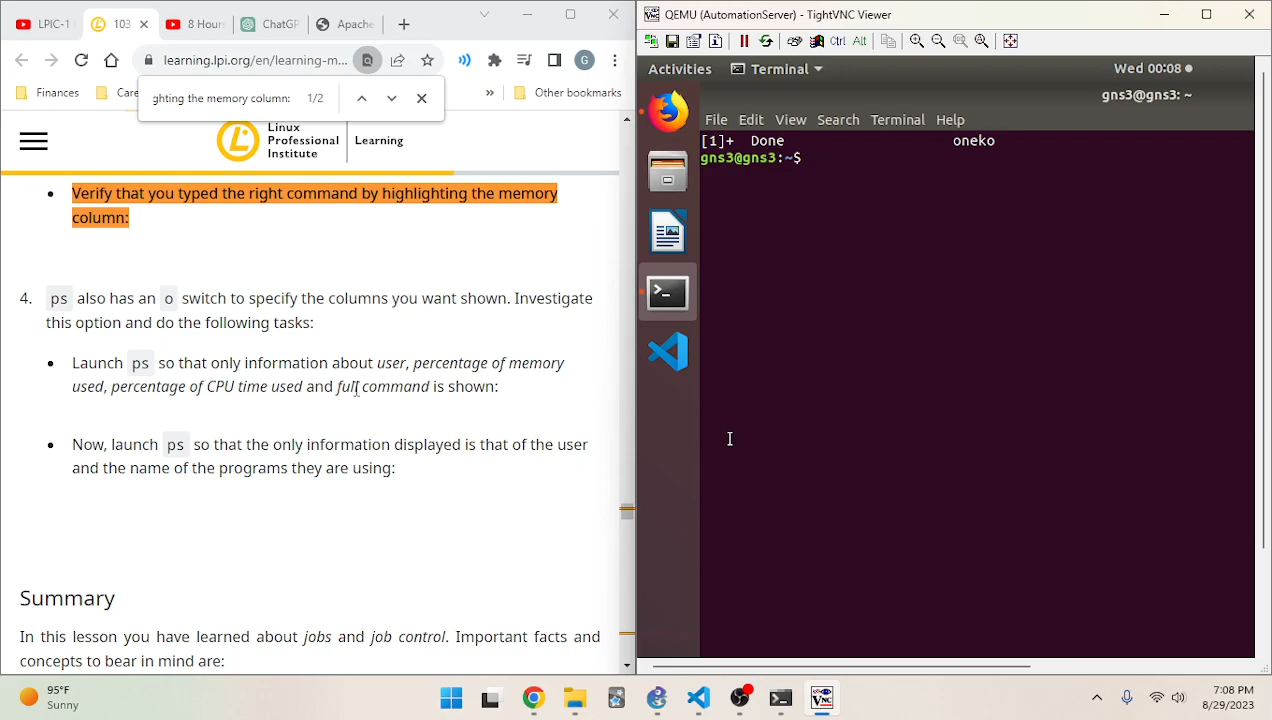 LPIC-1
103
8 Hours
ChatGP
Apache
learning.lpi.org/en/learning-m...
G
Finances
Care
ghting the memory column:
1/2
»
Other bookmarks
Linux
Professional
Institute
Learning
Verify that you typed the right command by highlighting the memory
column:
4. ps also has an o switch to specify the columns you want shown. Investigate
this option and do the following tasks:
Launch ps so that only information about user, percentage of memory
used, percentage of CPU time used and full command is shown:
Now, launch ps so that the only information displayed is that of the user
and the name of the programs they are using:
Summary
In this lesson you have learned about jobs and job control. Important facts and
concepts to bear in mind are:
QEMU (AutomationServer) - TightVNC Viewer
Ctrl Alt
Activities
Terminal
Wed 00:08
gns3@gns3: ~
File Edit View Search Terminal Help
[1]+ Done oneko
gns3@gns3:~$
95°F
Sunny
7:08 PM
8/29/2023